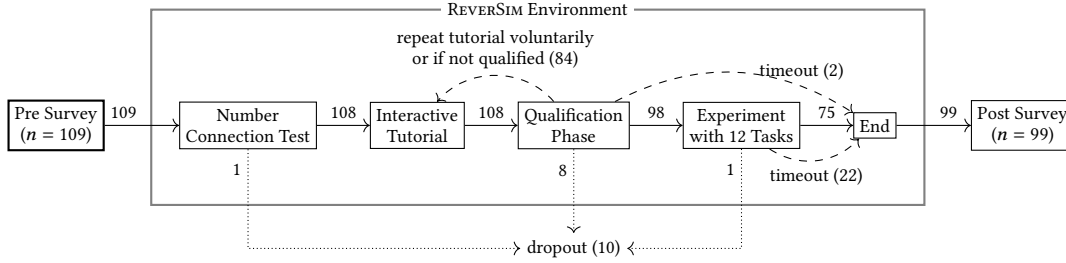 REVERSIM Environment
repeat tutorial voluntarily
or if not qualified (84)
timeout (2)
Pre Survey
(n = 109)
109
Number
Connection Test
108
Interactive
Tutorial
108
Qualification
Phase
98
Experiment
with 12 Tasks
75
End
99
Post Survey
(n = 99)
1
8
1
timeout (22)
dropout (10)